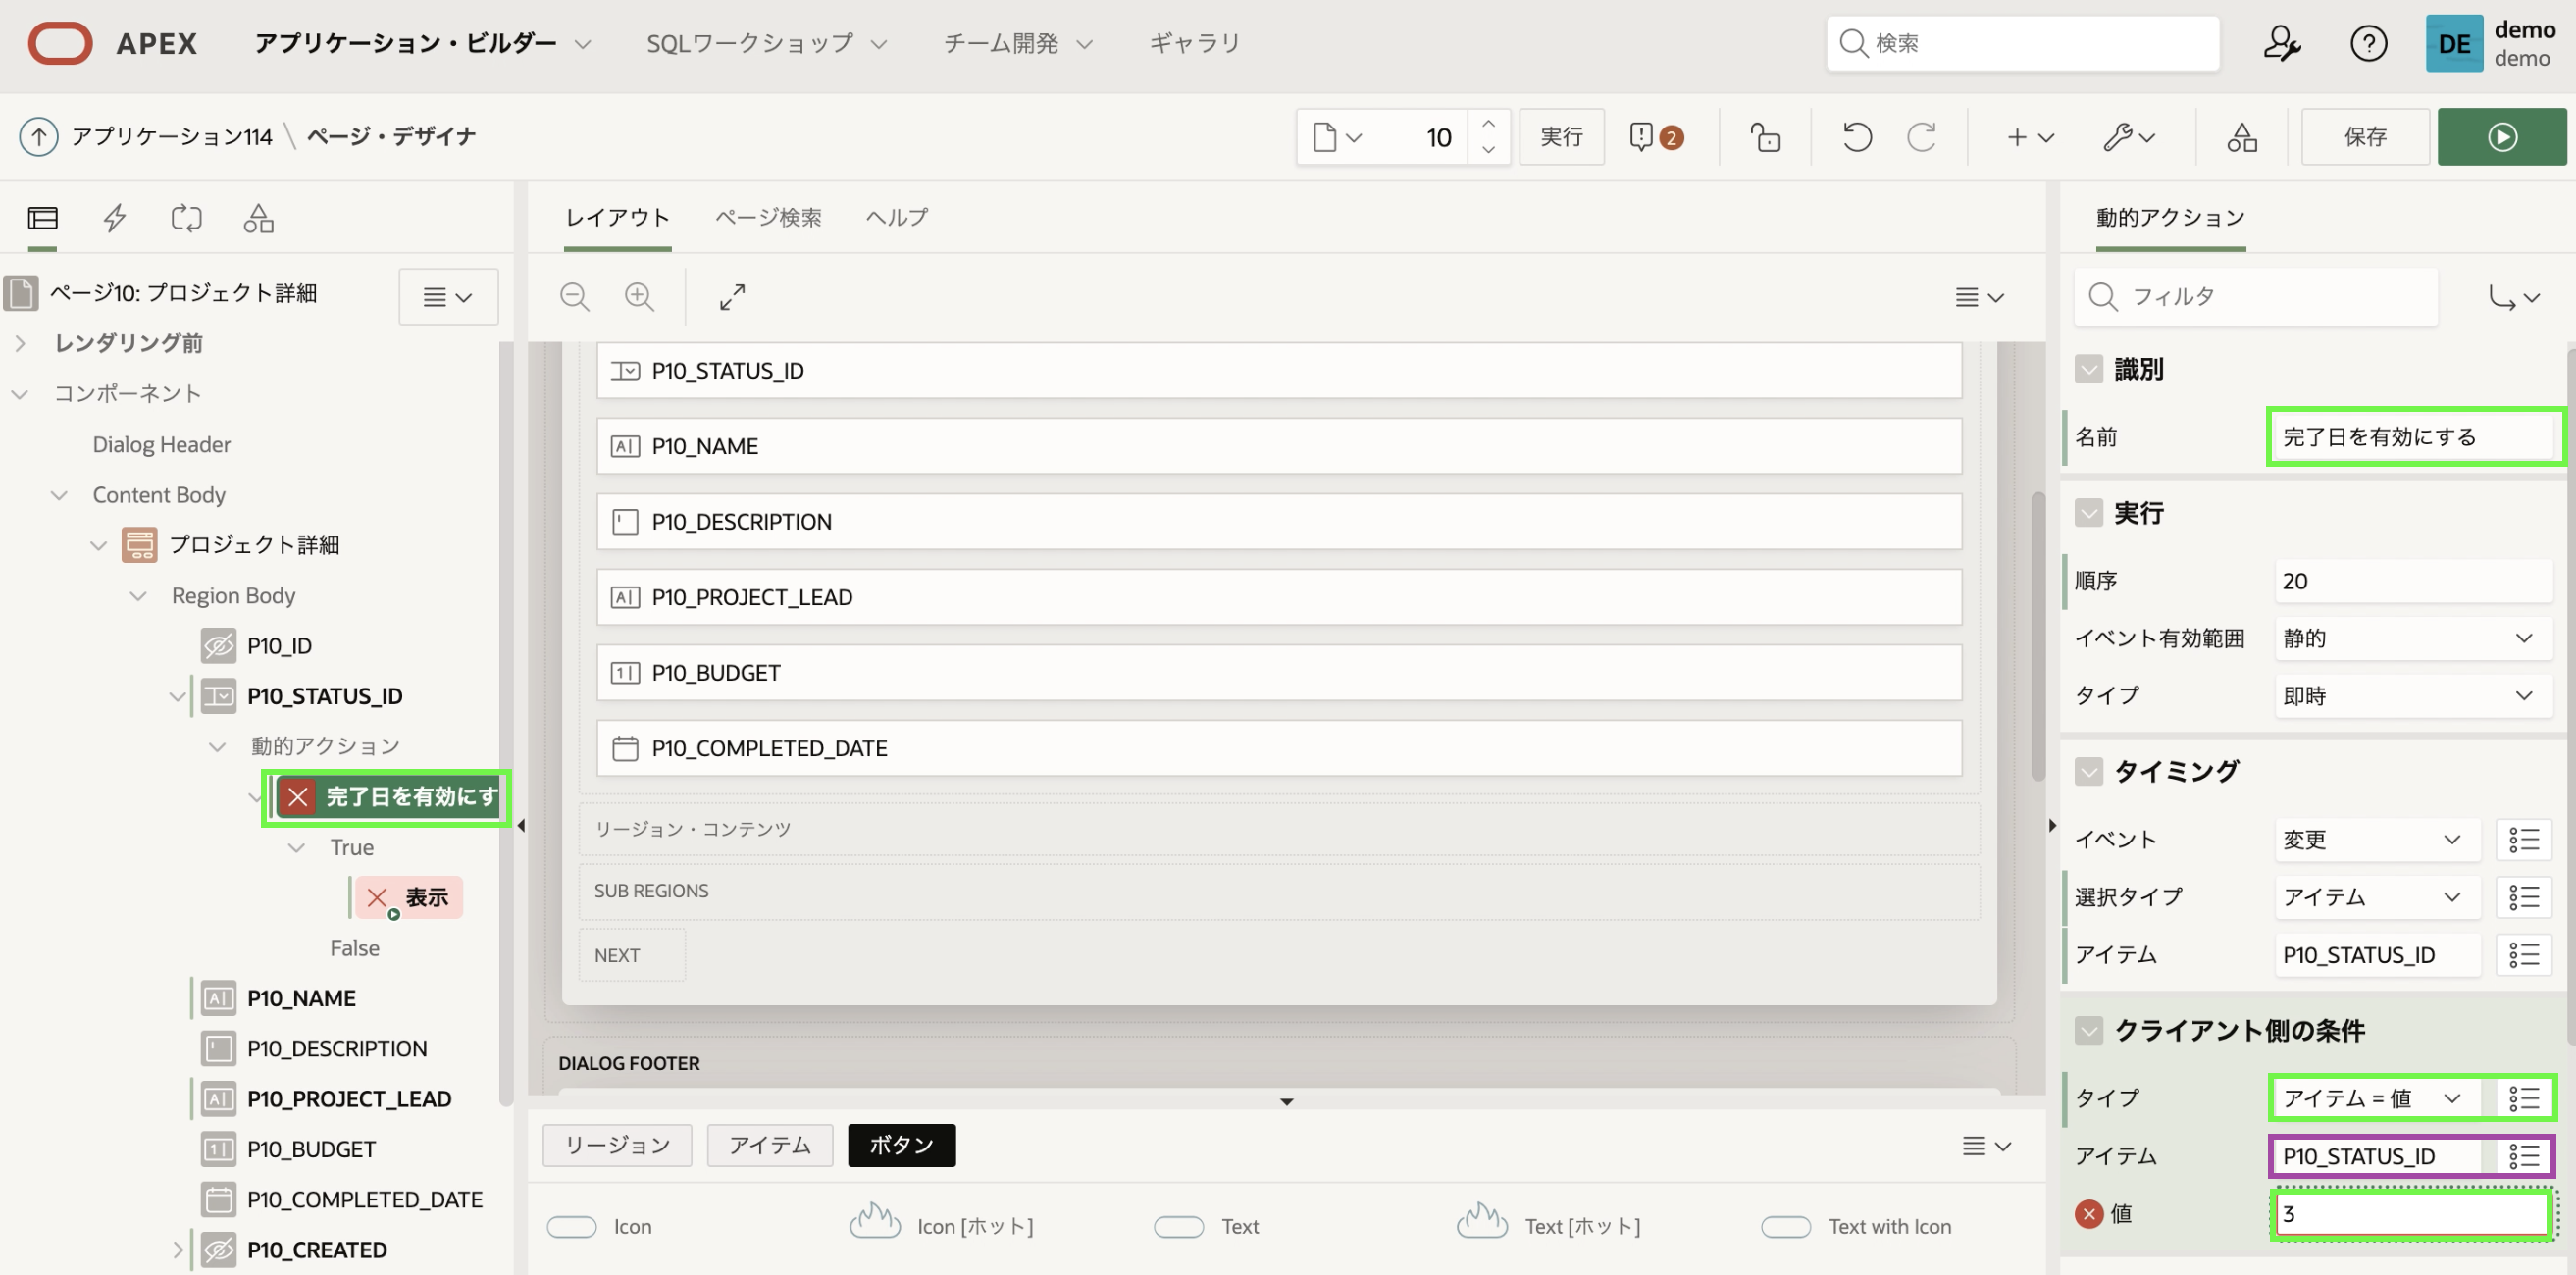 APEX
アプリケーション・ビルダー
SQLワークショップ
チーム開発
ギャラリ
検索
DE
demo
demo
アプリケーション114 \ ページ・デザイナ
10
実行
2
保存
ページ10: プロジェクト詳細
レンダリング前
コンポーネント
Dialog Header
Content Body
プロジェクト詳細
Region Body
P10_ID
P10_STATUS_ID
動的アクション
完了日を有効にす
True
表示
False
P10_NAME
P10_DESCRIPTION
P10_PROJECT_LEAD
P10_BUDGET
P10_COMPLETED_DATE
P10_CREATED
レイアウト
ページ検索
ヘルプ
P10_STATUS_ID
P10_NAME
P10_DESCRIPTION
P10_PROJECT_LEAD
P10_BUDGET
P10_COMPLETED_DATE
リージョン・コンテンツ
SUB REGIONS
NEXT
DIALOG FOOTER
リージョン
アイテム
ボタン
Icon
Icon [ホット]
Text
Text [ホット]
Text with Icon
動的アクション
フィルタ
識別
名前
完了日を有効にする
実行
順序
20
イベント有効範囲
静的
タイプ
即時
タイミング
イベント
変更
選択タイプ
アイテム
アイテム
P10_STATUS_ID
クライアント側の条件
タイプ
アイテム = 値
アイテム
P10_STATUS_ID
値
3